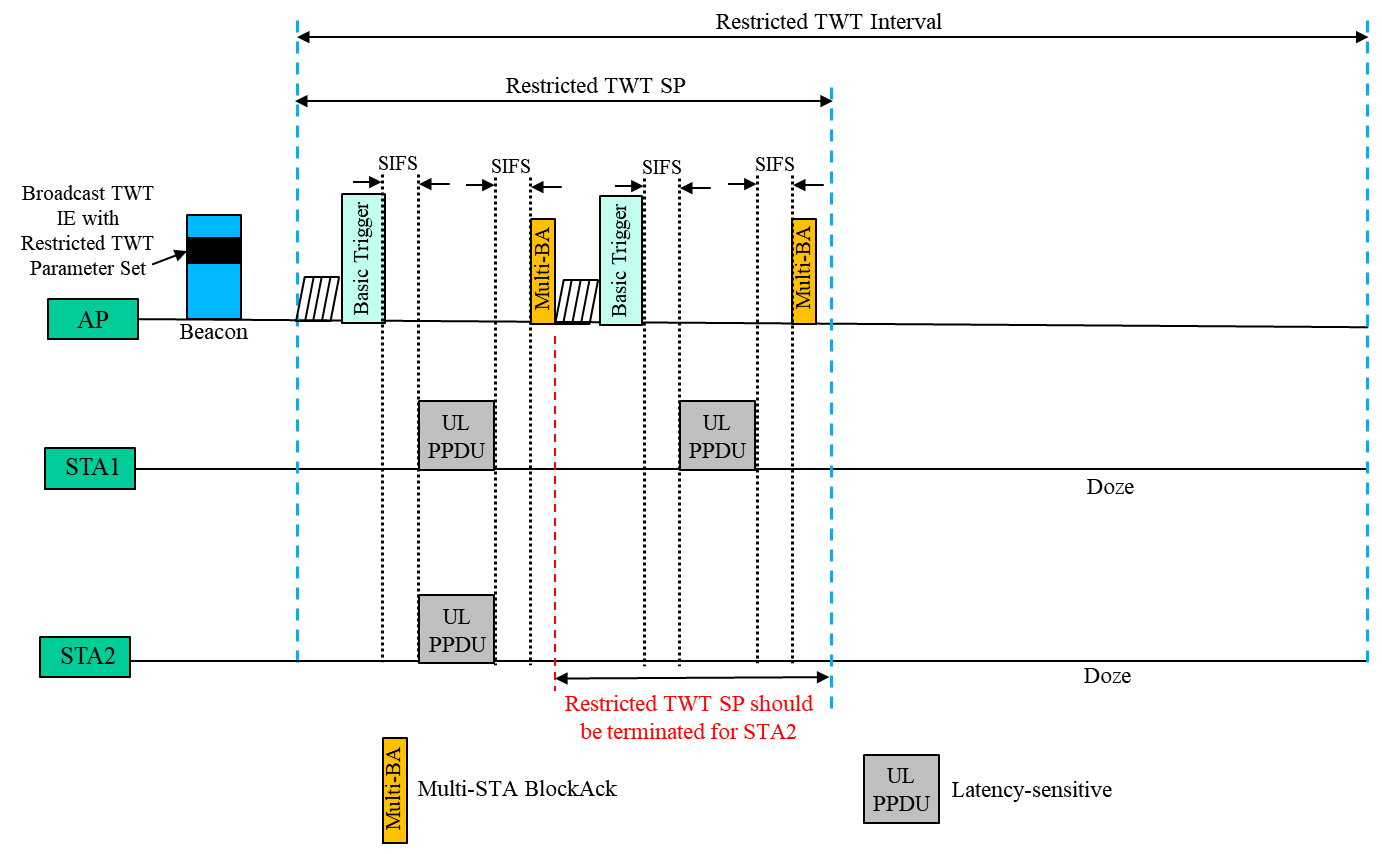 Restricted TWT Interval
Restricted TWT SP
SIFS
SIFS
SIFS
SIFS
Broadcast TWT
IE with
Restricted TWT
Parameter Set
Basic Trigger
Multi-BA
Basic Trigger
Multi-BA
AP
Beacon
UL
PPDU
UL
PPDU
STA1
Doze
UL
PPDU
STA2
Doze
Restricted TWT SP should
be terminated for STA2
Multi-BA
Multi-STA BlockAck
UL
PPDU
Latency-sensitive